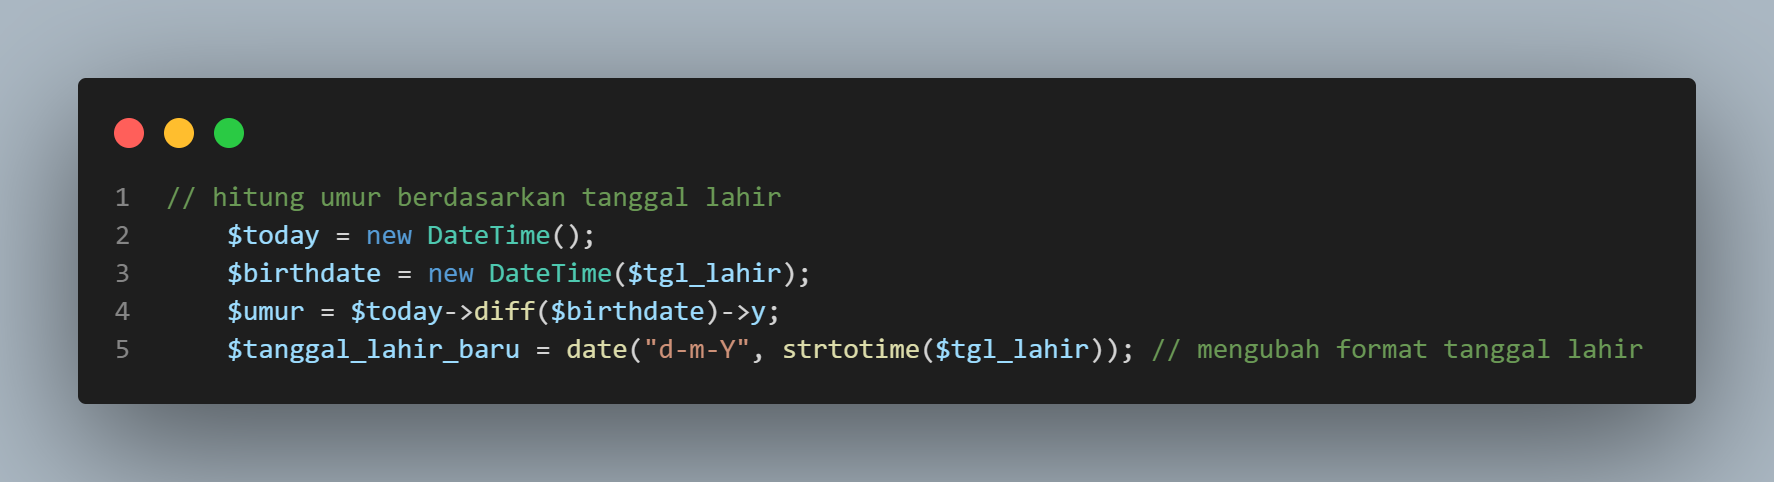 1 // hitung umur berdasarkan tanggal lahir
2 $today = new DateTime();
3 $birthdate = new DateTime($tgl_lahir);
4 $umur = $today->diff($birthdate)->y;
5 $tanggal_lahir_baru = date("d-m-Y", strtotime($tgl_lahir)); // mengubah format tanggal lahir